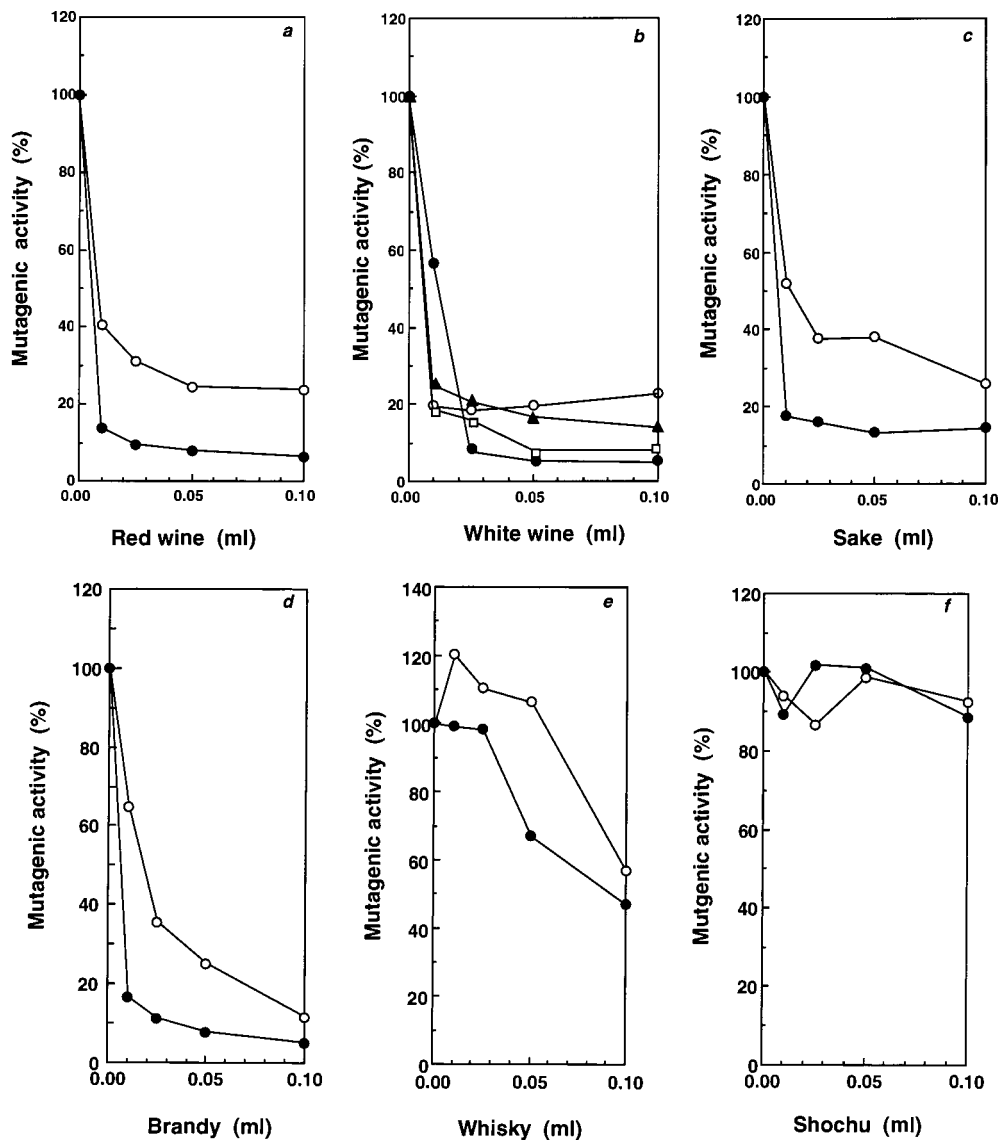 a
120
100
80
60
40
20
0
0.00 0.05 0.10
Mutagenic activity (%)
Red wine (ml)
b
120
100
80
60
40
20
0
0.00 0.05 0.10
Mutagenic activity (%)
White wine (ml)
c
120
100
80
60
40
20
0
0.00 0.05 0.10
Mutagenic activity (%)
Sake (ml)
d
120
100
80
60
40
20
0
0.00 0.05 0.10
Mutagenic activity (%)
Brandy (ml)
e
140
120
100
80
60
40
20
0
0.00 0.05 0.10
Mutagenic activity (%)
Whisky (ml)
f
120
100
80
60
40
20
0
0.00 0.05 0.10
Mutgenic activity (%)
Shochu (ml)